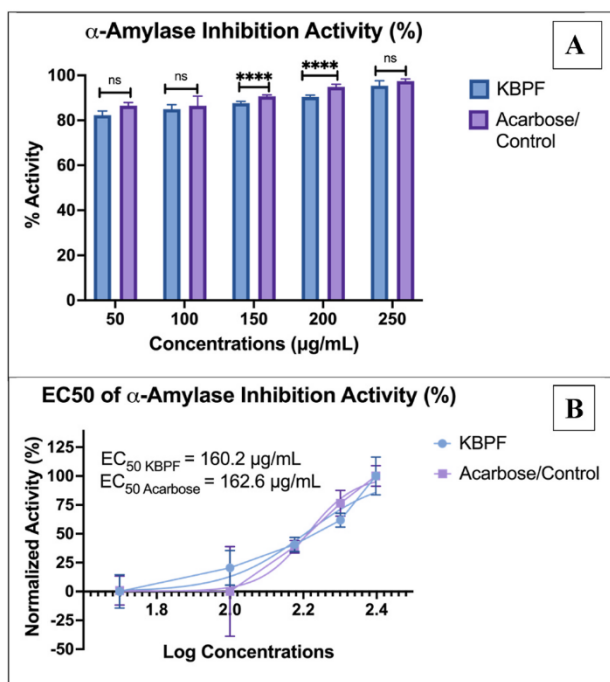 α-Amylase Inhibition Activity (%)
A
ns
ns
****
****
ns
KBPF
Acarbose/
Control
% Activity
100
80
60
40
20
0
50
100
150
200
250
Concentrations (µg/mL)
EC50 of α-Amylase Inhibition Activity (%)
B
EC50 KBPF = 160.2 µg/mL
EC50 Acarbose = 162.6 µg/mL
KBPF
Acarbose/Control
Normalized Activity (%)
125
100
75
50
25
0
-25
-50
1.8
2.0
2.2
2.4
Log Concentrations